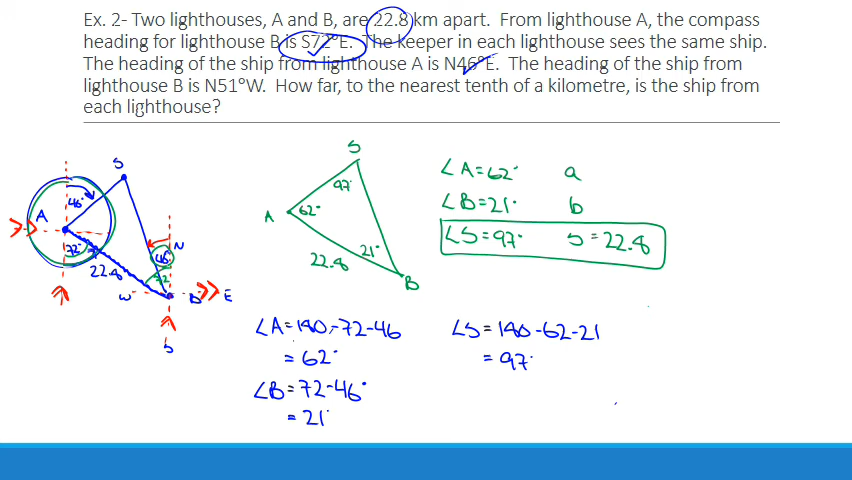 Ex. 2- Two lighthouses, A and B, are 22.8 km apart. From lighthouse A, the compass
heading for lighthouse B is S72°E. The keeper in each lighthouse sees the same ship.
The heading of the ship from lighthouse A is N46°E. The heading of the ship from
lighthouse B is N51°W. How far, to the nearest tenth of a kilometre, is the ship from
each lighthouse?
S
46°
A
72°
22.8
N
46°
72
W
B E
S
S
97°
A 62°
22.8 21°
B
∠A=62° a
∠B=21° b
∠S=97° s=22.8
∠A=180-72-46
=62°
∠B=72-46°
=21°
∠S=180-62-21
=97°